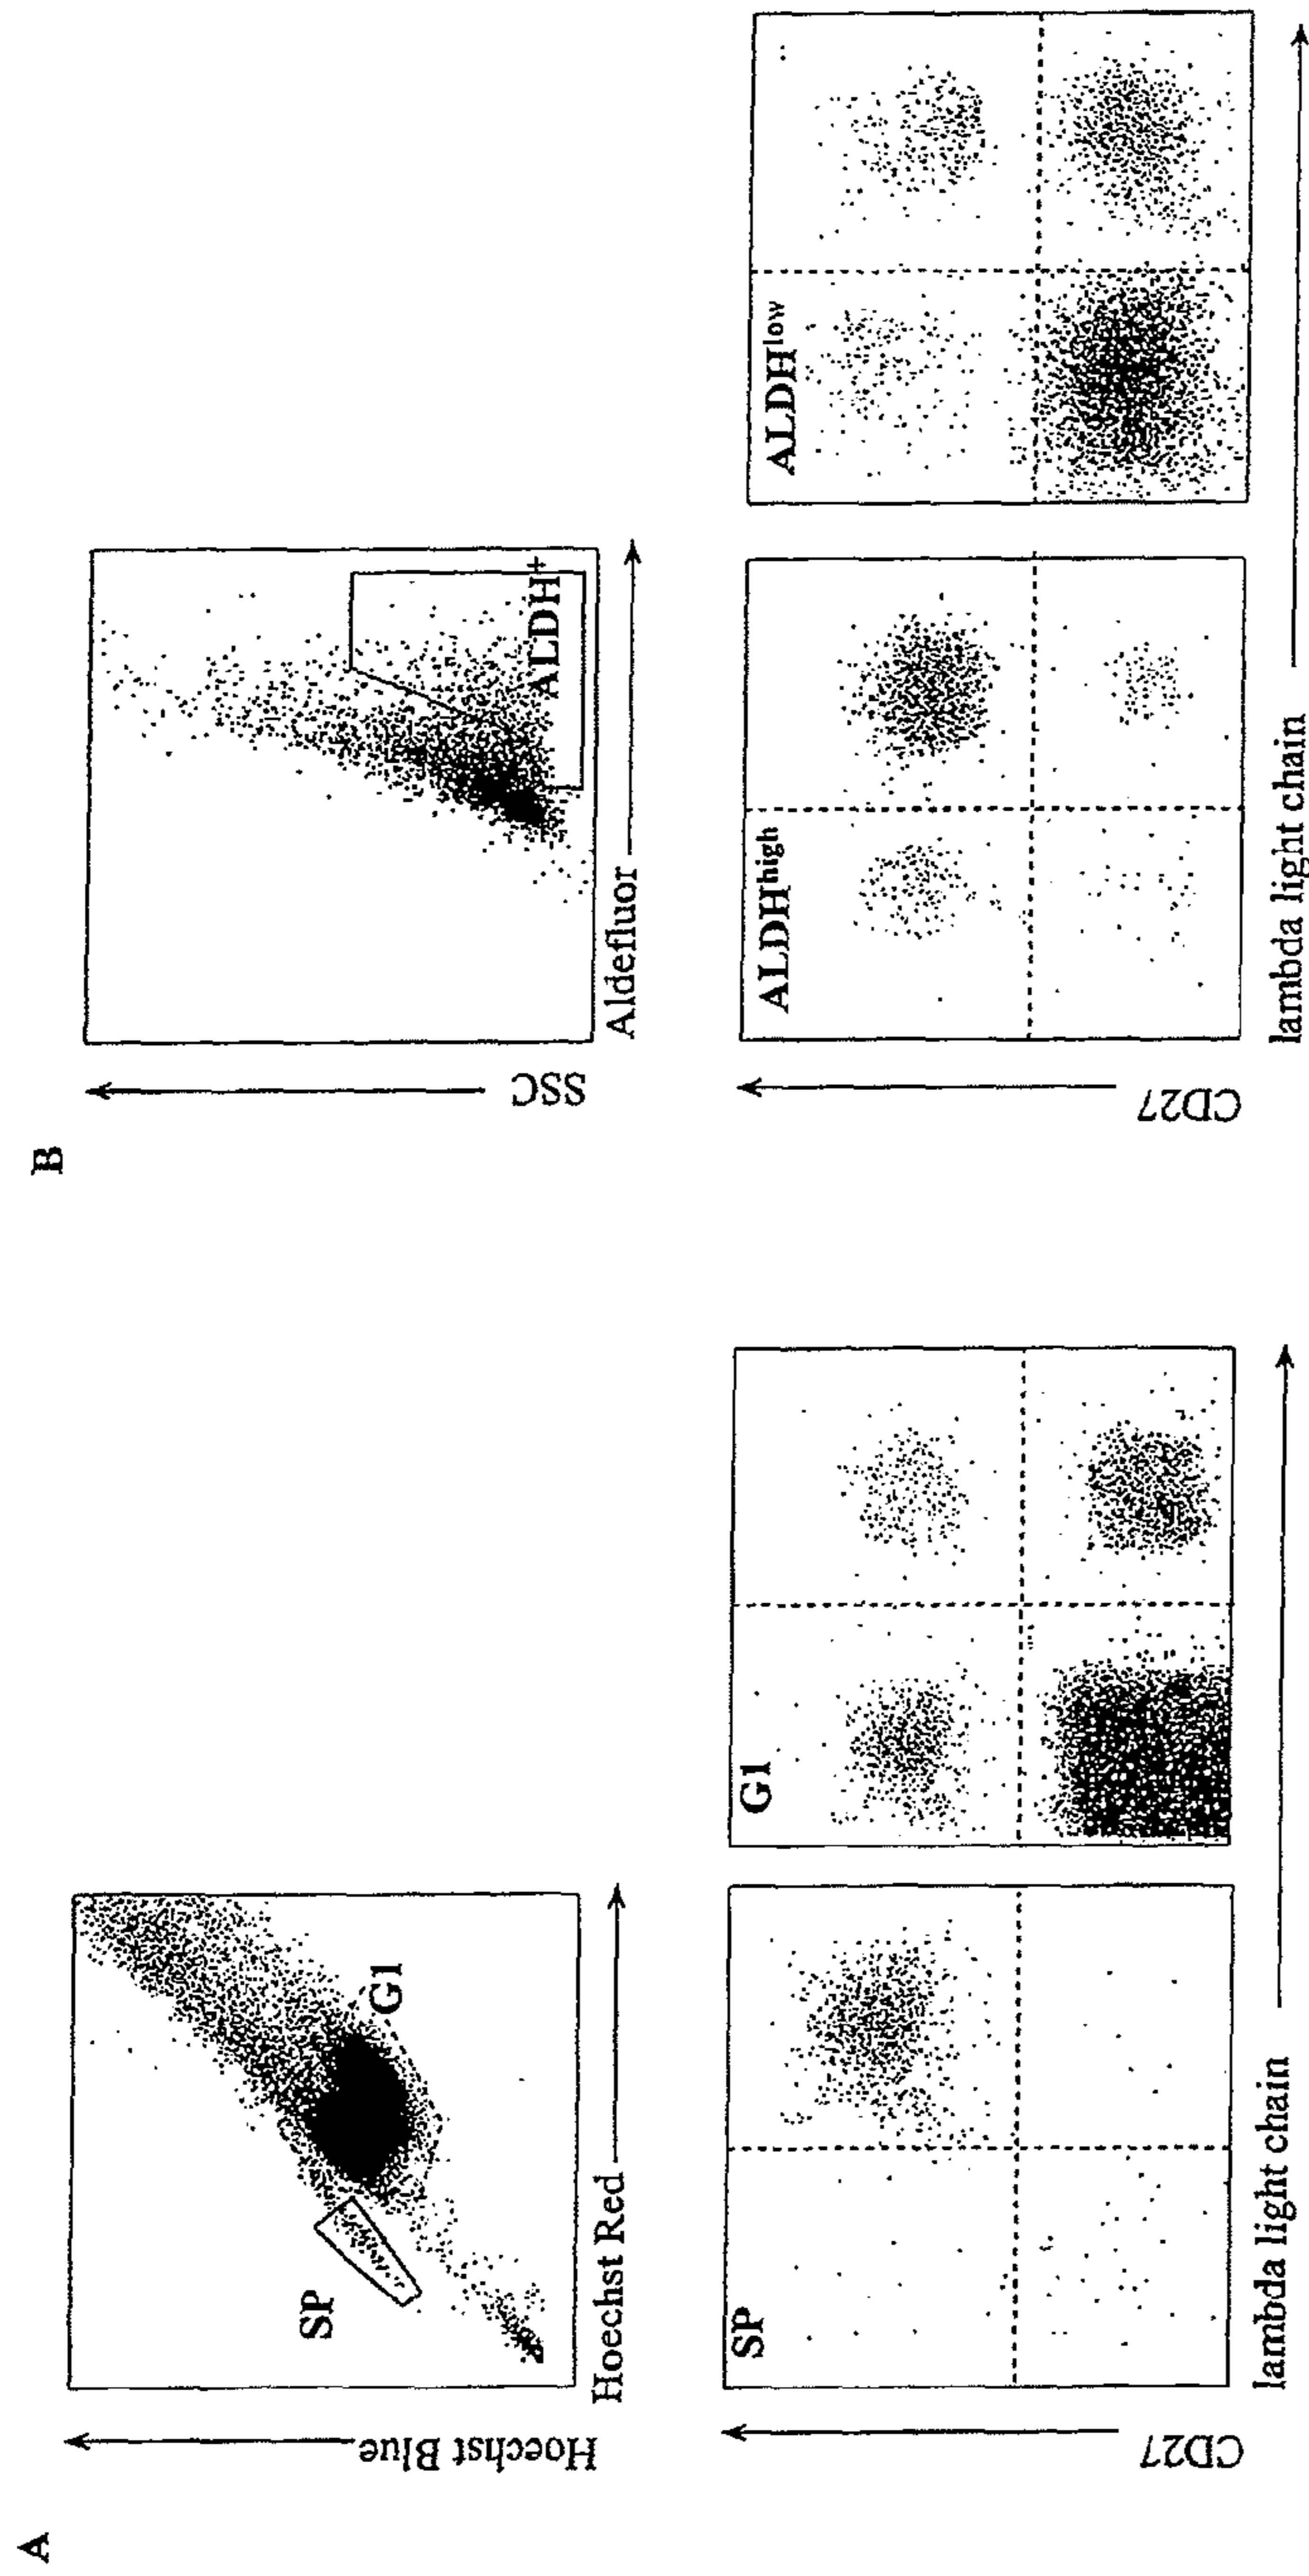 A
Hoechst Blue
SP
G1
Hoechst Red
CD27
SP
G1
lambda light chain
B
SSC
ALDH+
Aldefluor
CD27
ALDHhigh
ALDHlow
lambda light chain